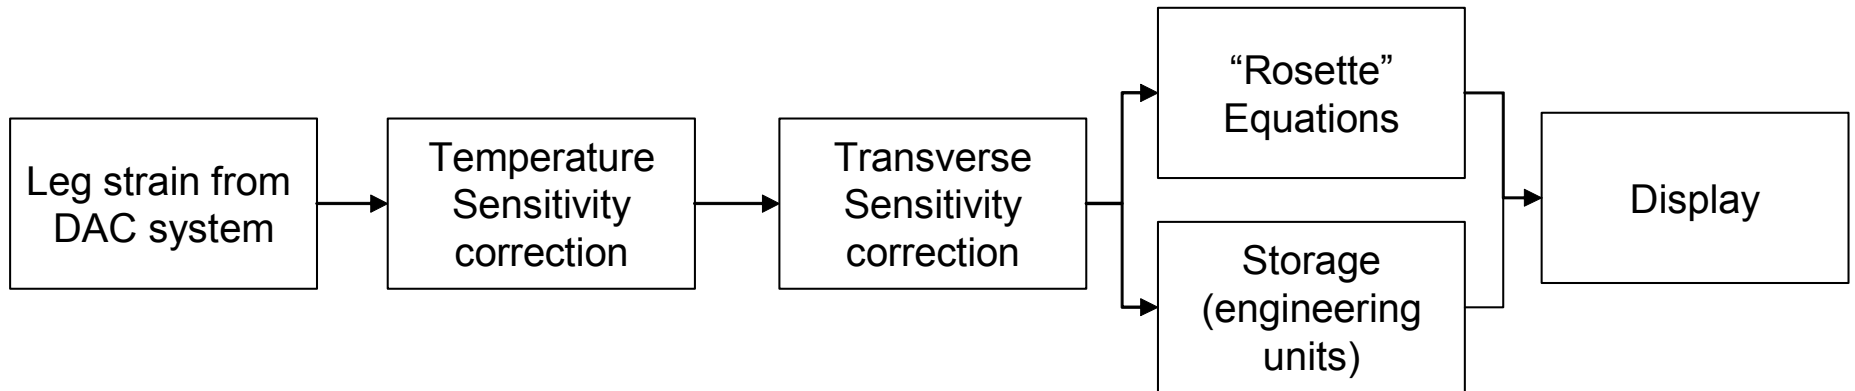 Leg strain from
DAC system
Temperature
Sensitivity
correction
Transverse
Sensitivity
correction
“Rosette”
Equations
Storage
(engineering
units)
Display